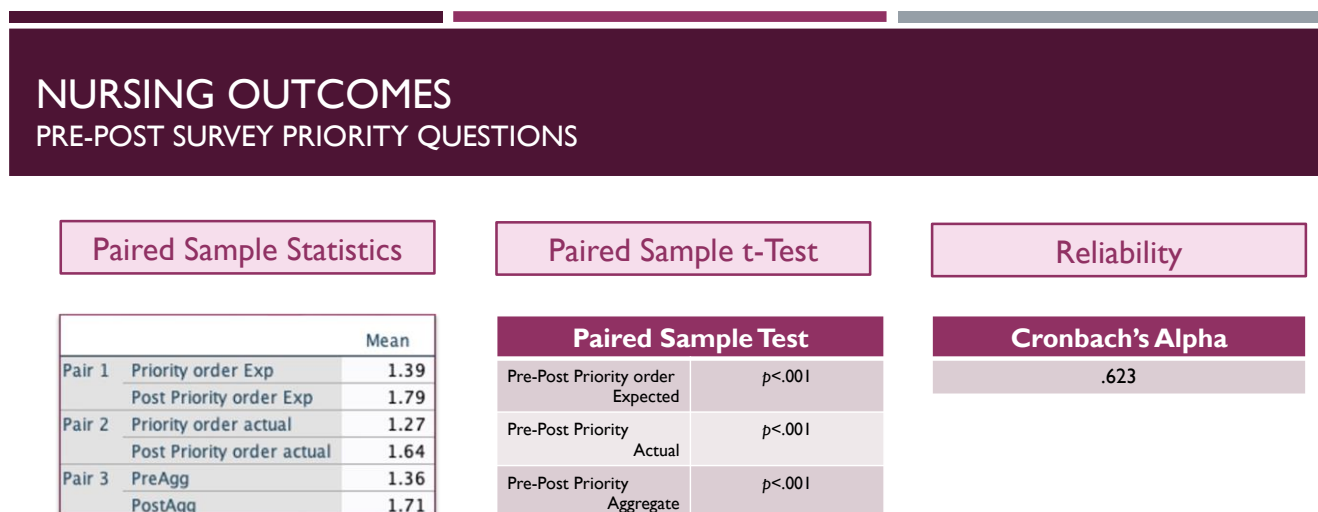 NURSING OUTCOMES
PRE-POST SURVEY PRIORITY QUESTIONS
Paired Sample Statistics
Mean
Pair 1 Priority order Exp 1.39
Post Priority order Exp 1.79
Pair 2 Priority order actual 1.27
Post Priority order actual 1.64
Pair 3 PreAgg 1.36
PostAgg 1.71
Paired Sample t-Test
Paired Sample Test
Pre-Post Priority order p<.001
Expected
Pre-Post Priority p<.001
Actual
Pre-Post Priority p<.001
Aggregate
Reliability
Cronbach's Alpha
.623